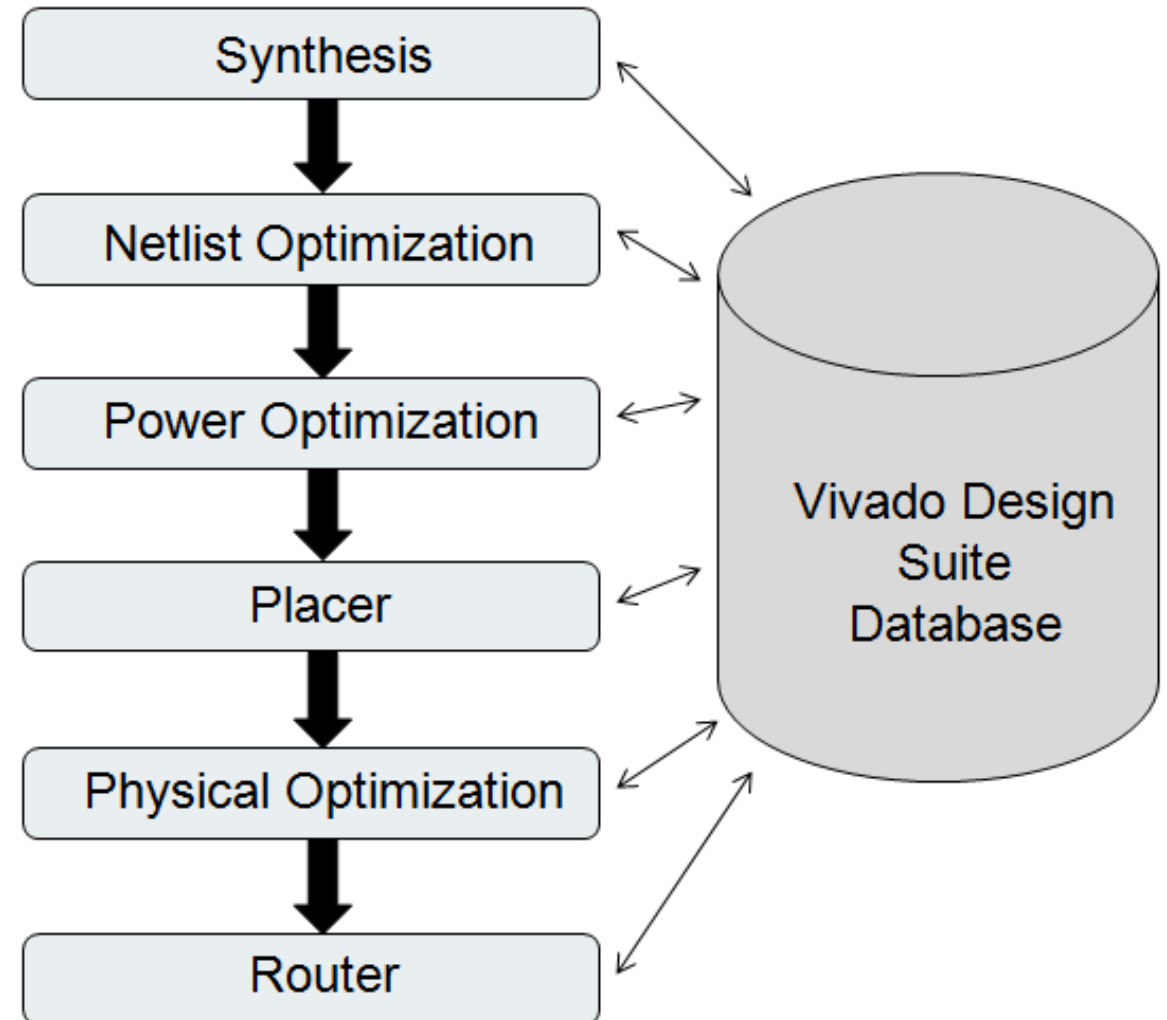 Synthesis
Netlist Optimization
Power Optimization
Placer
Physical Optimization
Router
Vivado Design
Suite
Database